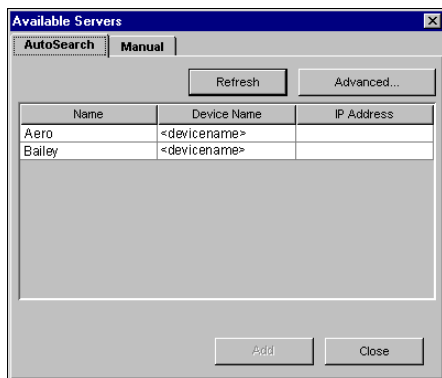 Available Servers
AutoSearch Manual
Refresh Advanced...
Name Device Name IP Address
Aero <devicename>
Bailey <devicename>
Add Close